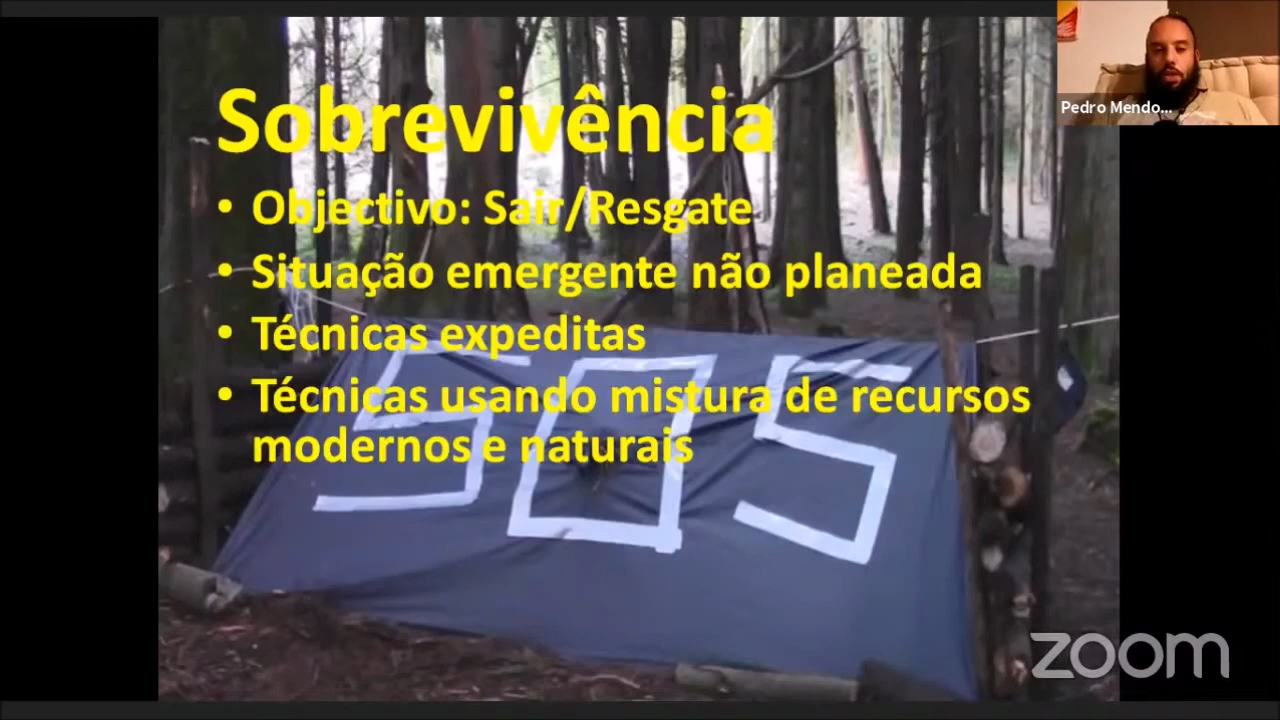 Sobrevivência
• Objectivo: Sair/Resgate
• Situação emergente não planeada
• Técnicas expeditas
• Técnicas usando mistura de recursos
modernos e naturais
SOS
Pedro Mendo...
zoom